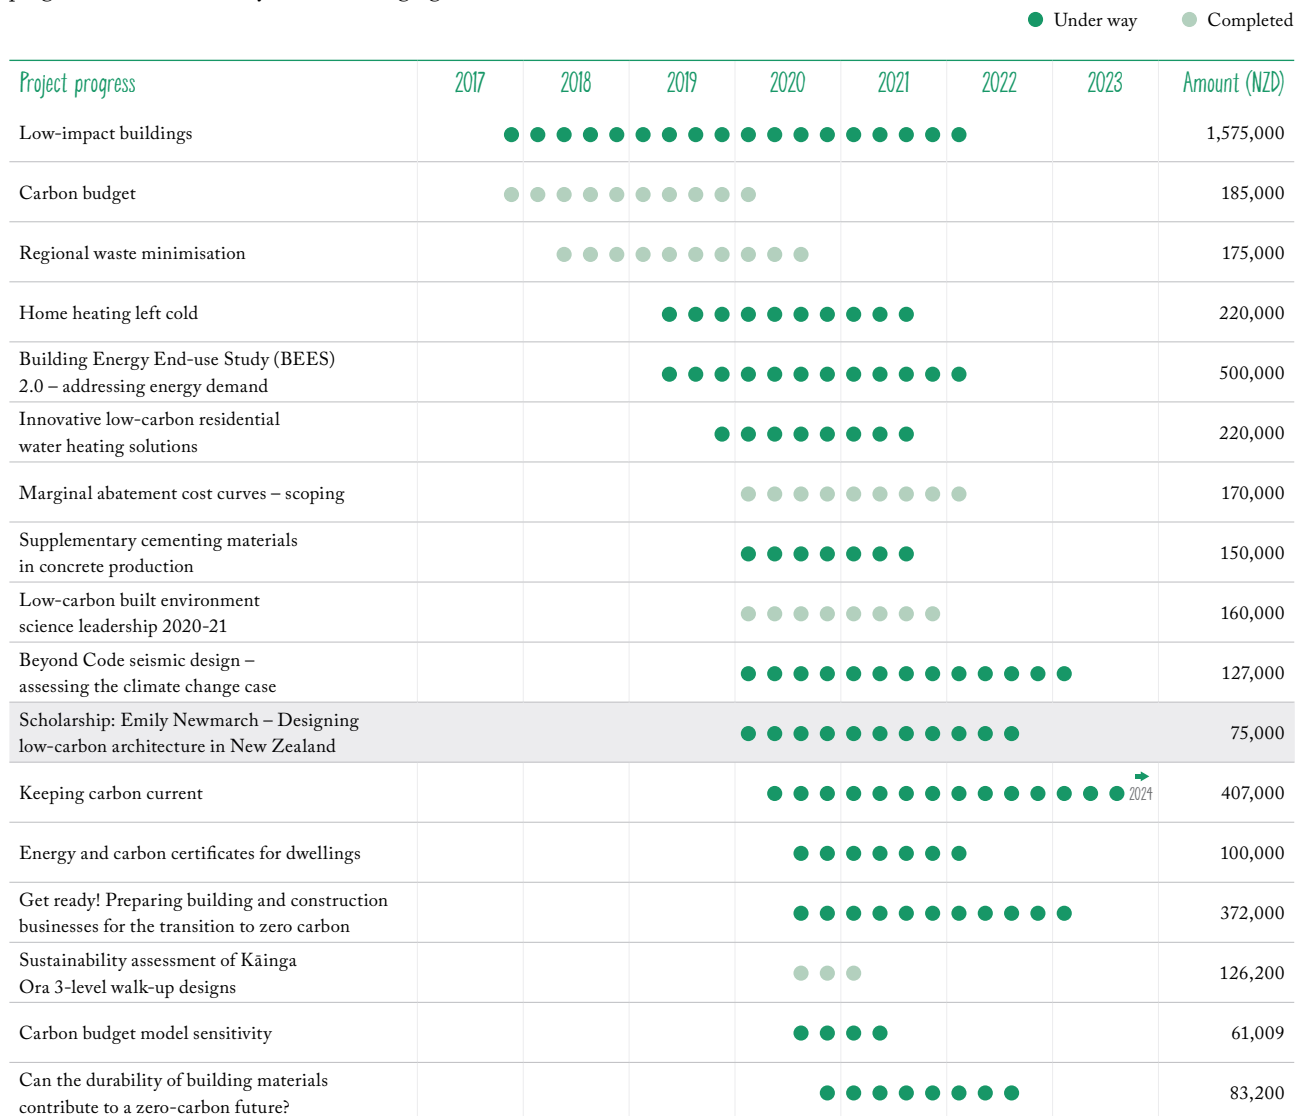 Under way
Completed
Project progress 2017 2018 2019 2020 2021 2022 2023 Amount (NZD)
Low-impact buildings 1,575,000
Carbon budget 185,000
Regional waste minimisation 175,000
Home heating left cold 220,000
Building Energy End-use Study (BEES)
2.0 – addressing energy demand 500,000
Innovative low-carbon residential
water heating solutions 220,000
Marginal abatement cost curves – scoping 170,000
Supplementary cementing materials
in concrete production 150,000
Low-carbon built environment
science leadership 2020-21 160,000
Beyond Code seismic design –
assessing the climate change case 127,000
Scholarship: Emily Newmarch – Designing
low-carbon architecture in New Zealand 75,000
Keeping carbon current 2024 407,000
Energy and carbon certificates for dwellings 100,000
Get ready! Preparing building and construction
businesses for the transition to zero carbon 372,000
Sustainability assessment of Kāinga
Ora 3-level walk-up designs 126,200
Carbon budget model sensitivity 61,009
Can the durability of building materials
contribute to a zero-carbon future? 83,200